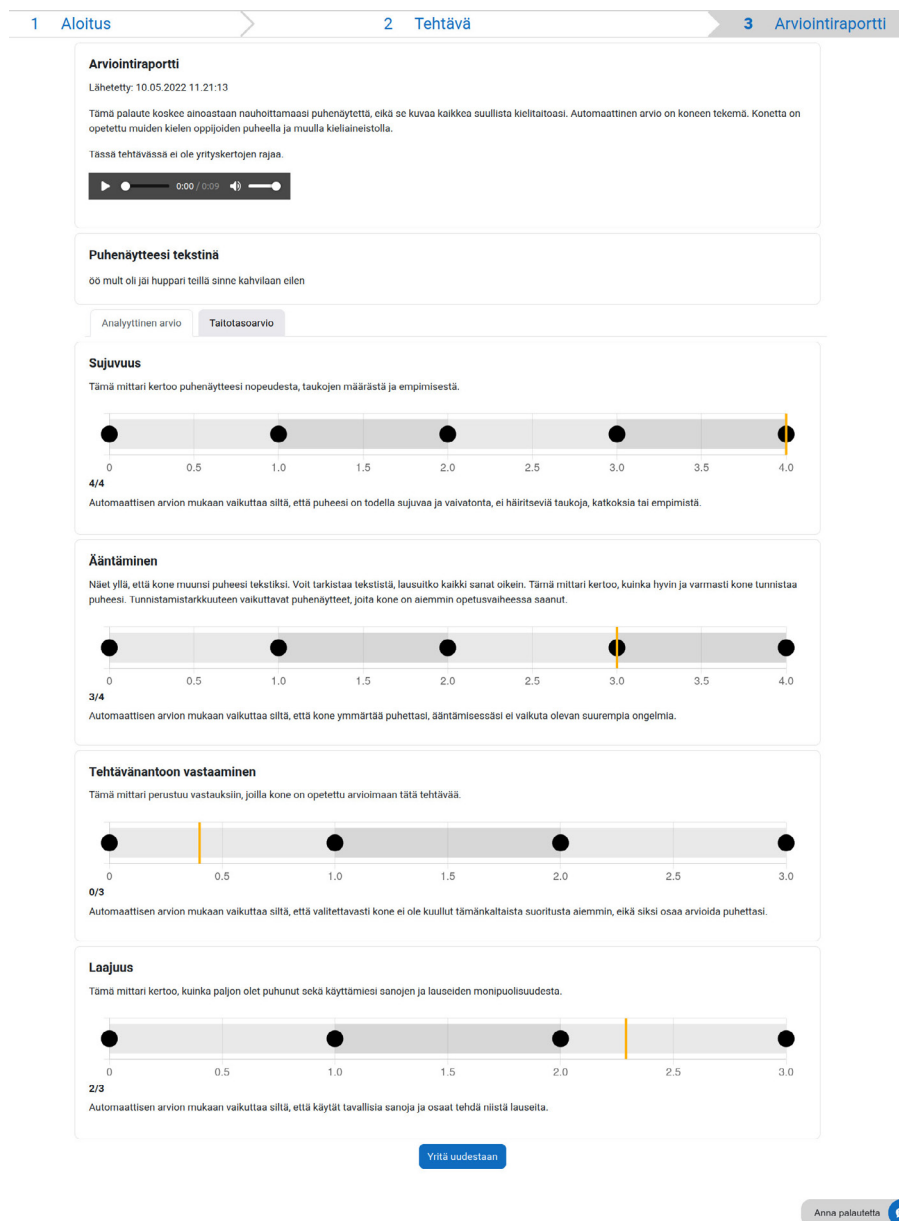 1 Aloitus 2 Tehtävä 3 Arviointiraportti
Arviointiraportti
Lähetetty: 10.05.2022 11.21:13
Tämä palaute koskee ainoastaan nauhoittamaasi puhenäytettä, eikä se kuvaa kaikkea suullista kielitaitoasi. Automaattinen arvio on koneen tekemä. Konetta on
opetettu muiden kielen oppijoiden puheella ja muulla kieliaineistolla.
Tässä tehtävässä ei ole yrityskertojen rajaa.
0:00 / 0:09
Puhenäytteesi tekstinä
öö mult oli jäi huppari teillä sinne kahvilaan eilen
Analyyttinen arvio Taitotasoarvio
Sujuvuus
Tämä mittari kertoo puhenäytteesi nopeudesta, taukojen määrästä ja empimisestä.
0 0.5 1.0 1.5 2.0 2.5 3.0 3.5 4.0
4/4
Automaattisen arvion mukaan vaikuttaa siltä, että puheesi on todella sujuvaa ja vaivatonta, ei häiritseviä taukoja, katkoksia tai empimistä.
Ääntäminen
Näet yllä, että kone muunsi puheesi tekstiksi. Voit tarkistaa tekstistä, lausuitko kaikki sanat oikein. Tämä mittari kertoo, kuinka hyvin ja varmasti kone tunnistaa
puheesi. Tunnistamistarkkuuteen vaikuttavat puhenäytteet, joita kone on aiemmin opetusvaiheessa saanut.
0 0.5 1.0 1.5 2.0 2.5 3.0 3.5 4.0
3/4
Automaattisen arvion mukaan vaikuttaa siltä, että kone ymmärtää puhettasi, ääntämisessäsi ei vaikuta olevan suurempia ongelmia.
Tehtävänantoon vastaaminen
Tämä mittari perustuu vastauksiin, joilla kone on opetettu arvioimaan tätä tehtävää.
0 0.5 1.0 1.5 2.0 2.5 3.0
0/3
Automaattisen arvion mukaan vaikuttaa siltä, että valitettavasti kone ei ole kuullut tämänkaltaista suoritusta aiemmin, eikä siksi osaa arvioida puhettasi.
Laajuus
Tämä mittari kertoo, kuinka paljon olet puhunut sekä käyttämiesi sanojen ja lauseiden monipuolisuudesta.
0 0.5 1.0 1.5 2.0 2.5 3.0
2/3
Automaattisen arvion mukaan vaikuttaa siltä, että käytät tavallisia sanoja ja osaat tehdä niistä lauseita.
Yritä uudestaan
Anna palautetta